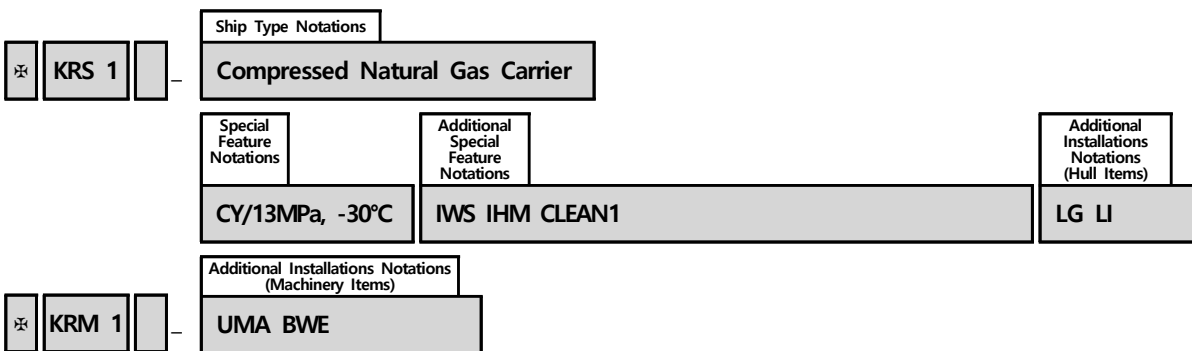 Ship Type Notations
✠ KRS 1 _ Compressed Natural Gas Carrier
Special
Feature
Notations
Additional
Special
Feature
Notations
Additional
Installations
Notations
(Hull Items)
CY/13MPa, -30℃ IWS IHM CLEAN1 LG LI
Additional Installations Notations
(Machinery Items)
✠ KRM 1 _ UMA BWE